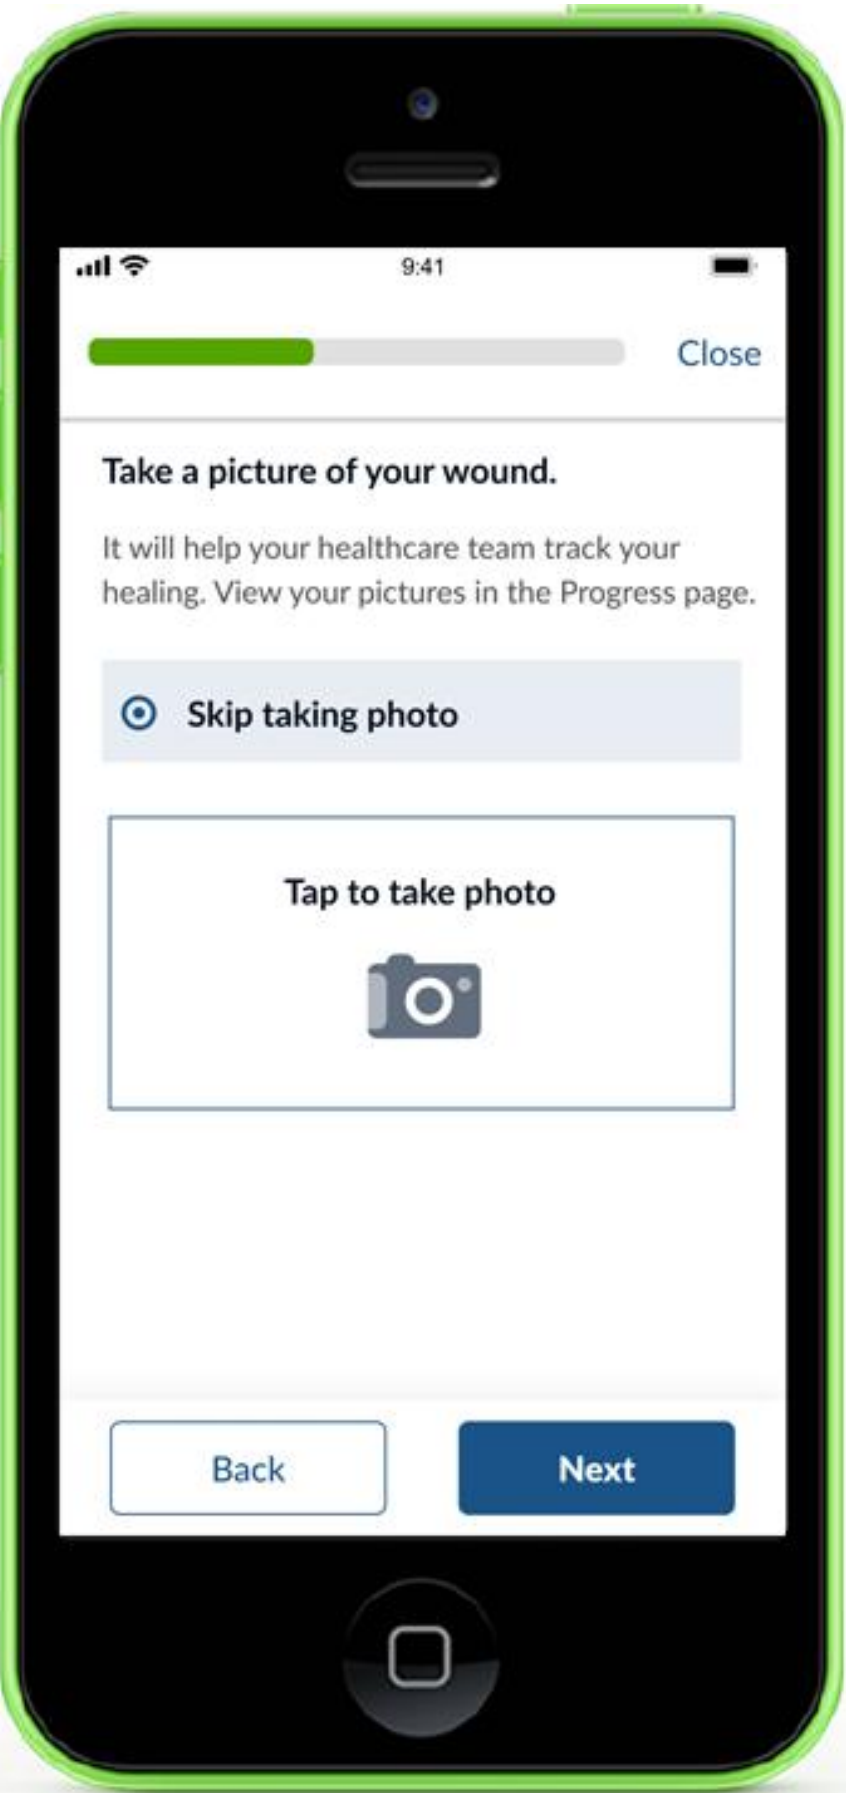 9:41
Close
Take a picture of your wound.
It will help your healthcare team track your
healing. View your pictures in the Progress page.
Skip taking photo
Tap to take photo
Back
Next